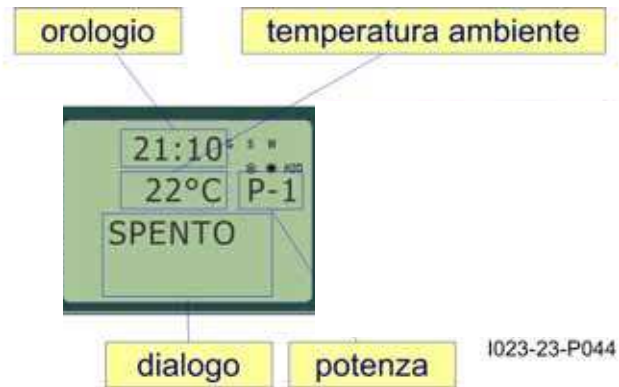 orologio temperatura ambiente
21:10 G S W
22°C P-1
SPENTO
dialogo potenza I023-23-P044